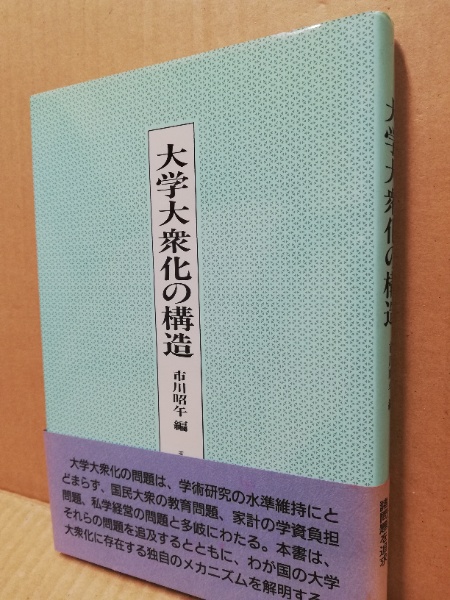 大学大衆化の構造
市川昭午 編
大学大衆化の問題は、学術研究の水準維持にと
どまらず、国民大衆の教育問題、家計の学資負担
問題、私学経営の問題と多岐にわたる。本書は、
それらの問題を追及するとともに、わが国の大学
大衆化に存在する独自のメカニズムを解明する
大学大衆化の構造